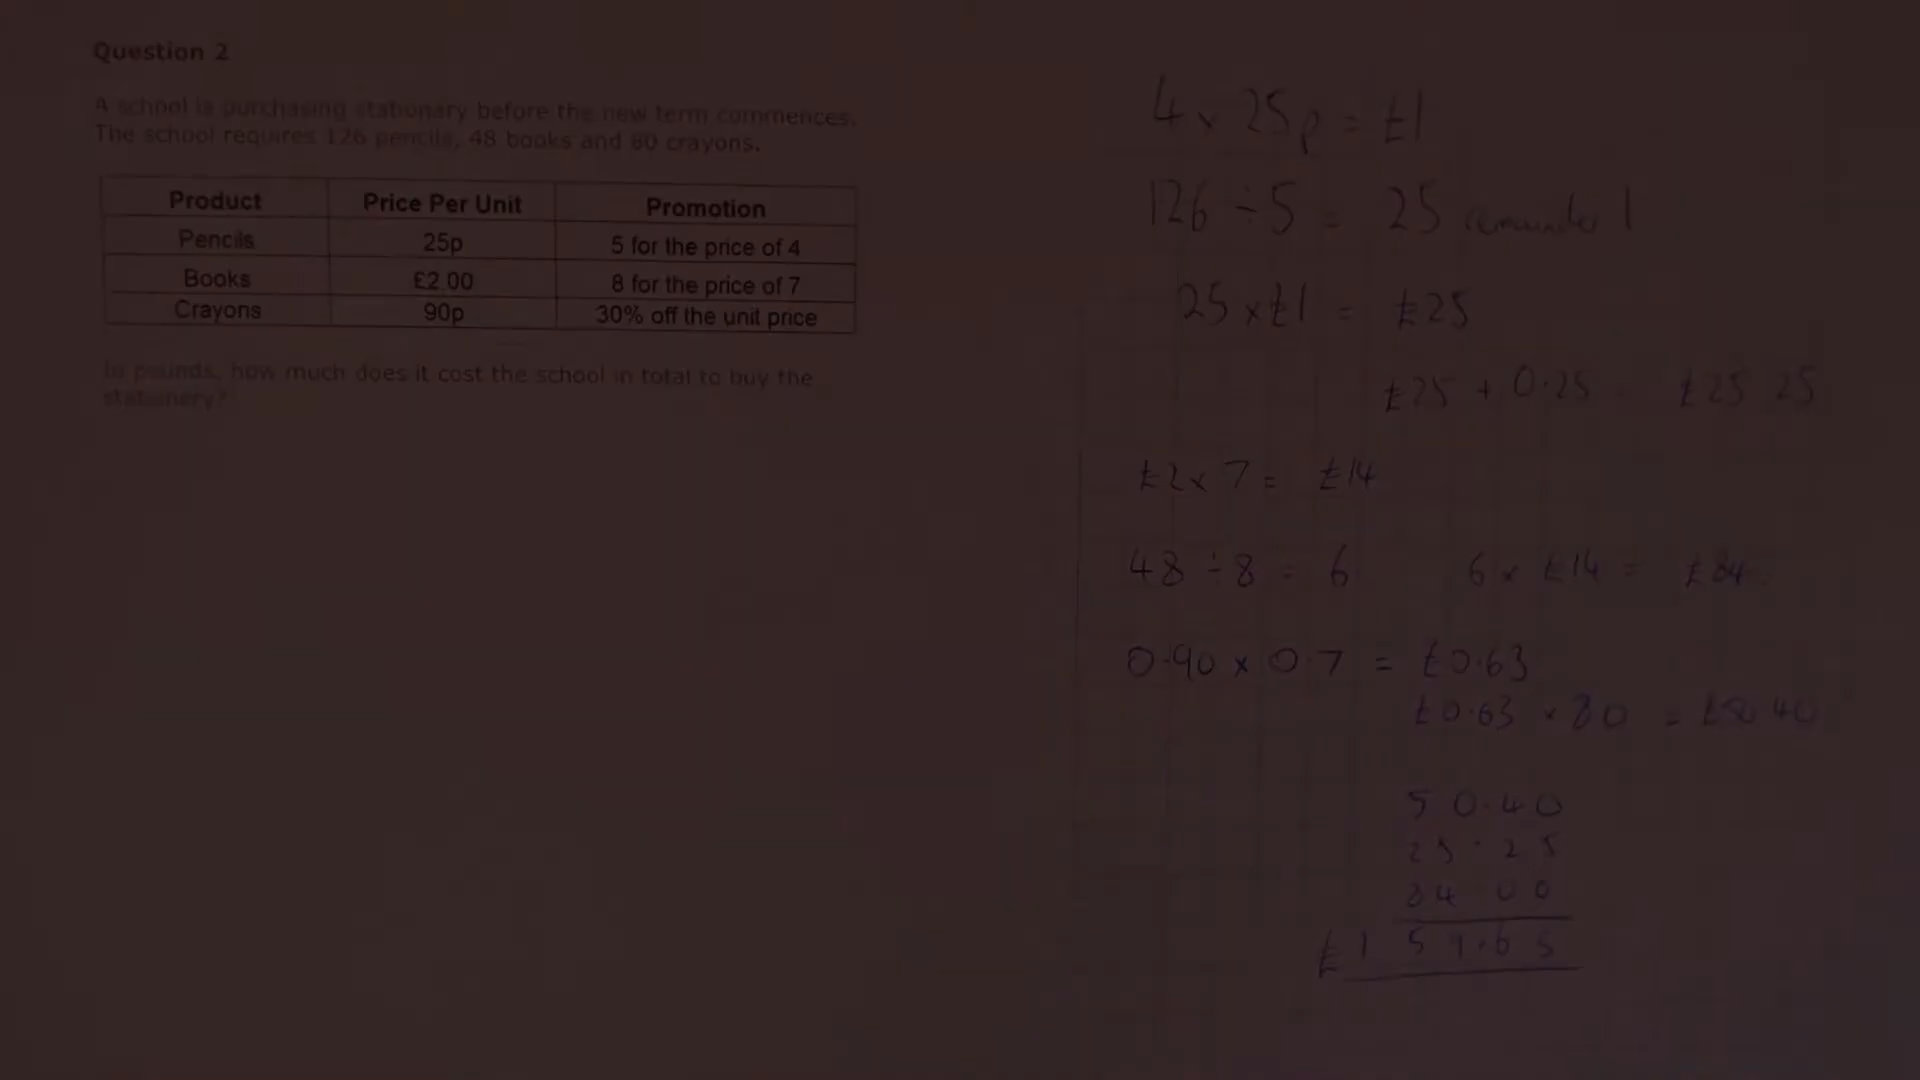 Question 2
A school is purchasing stationary before the new term commences.
The school requires 126 pencils, 48 books and 80 crayons.
Product Price Per Unit Promotion
Pencils 25p 5 for the price of 4
Books £2.00 8 for the price of 7
Crayons 90p 30% off the unit price
In pounds, how much does it cost the school in total to buy the
stationery?
4 x 25p = £1
126 ÷ 5 = 25 remainder 1
25 x £1 = £25
£25 + 0.25 £25 25
£2 x 7 = £14
48 ÷ 8 = 6 6 x £14 = £84
0.90 x 0.7 = £0.63
£0.63 x 80 = £50 40
50.40
25.25
84 00
£159.65